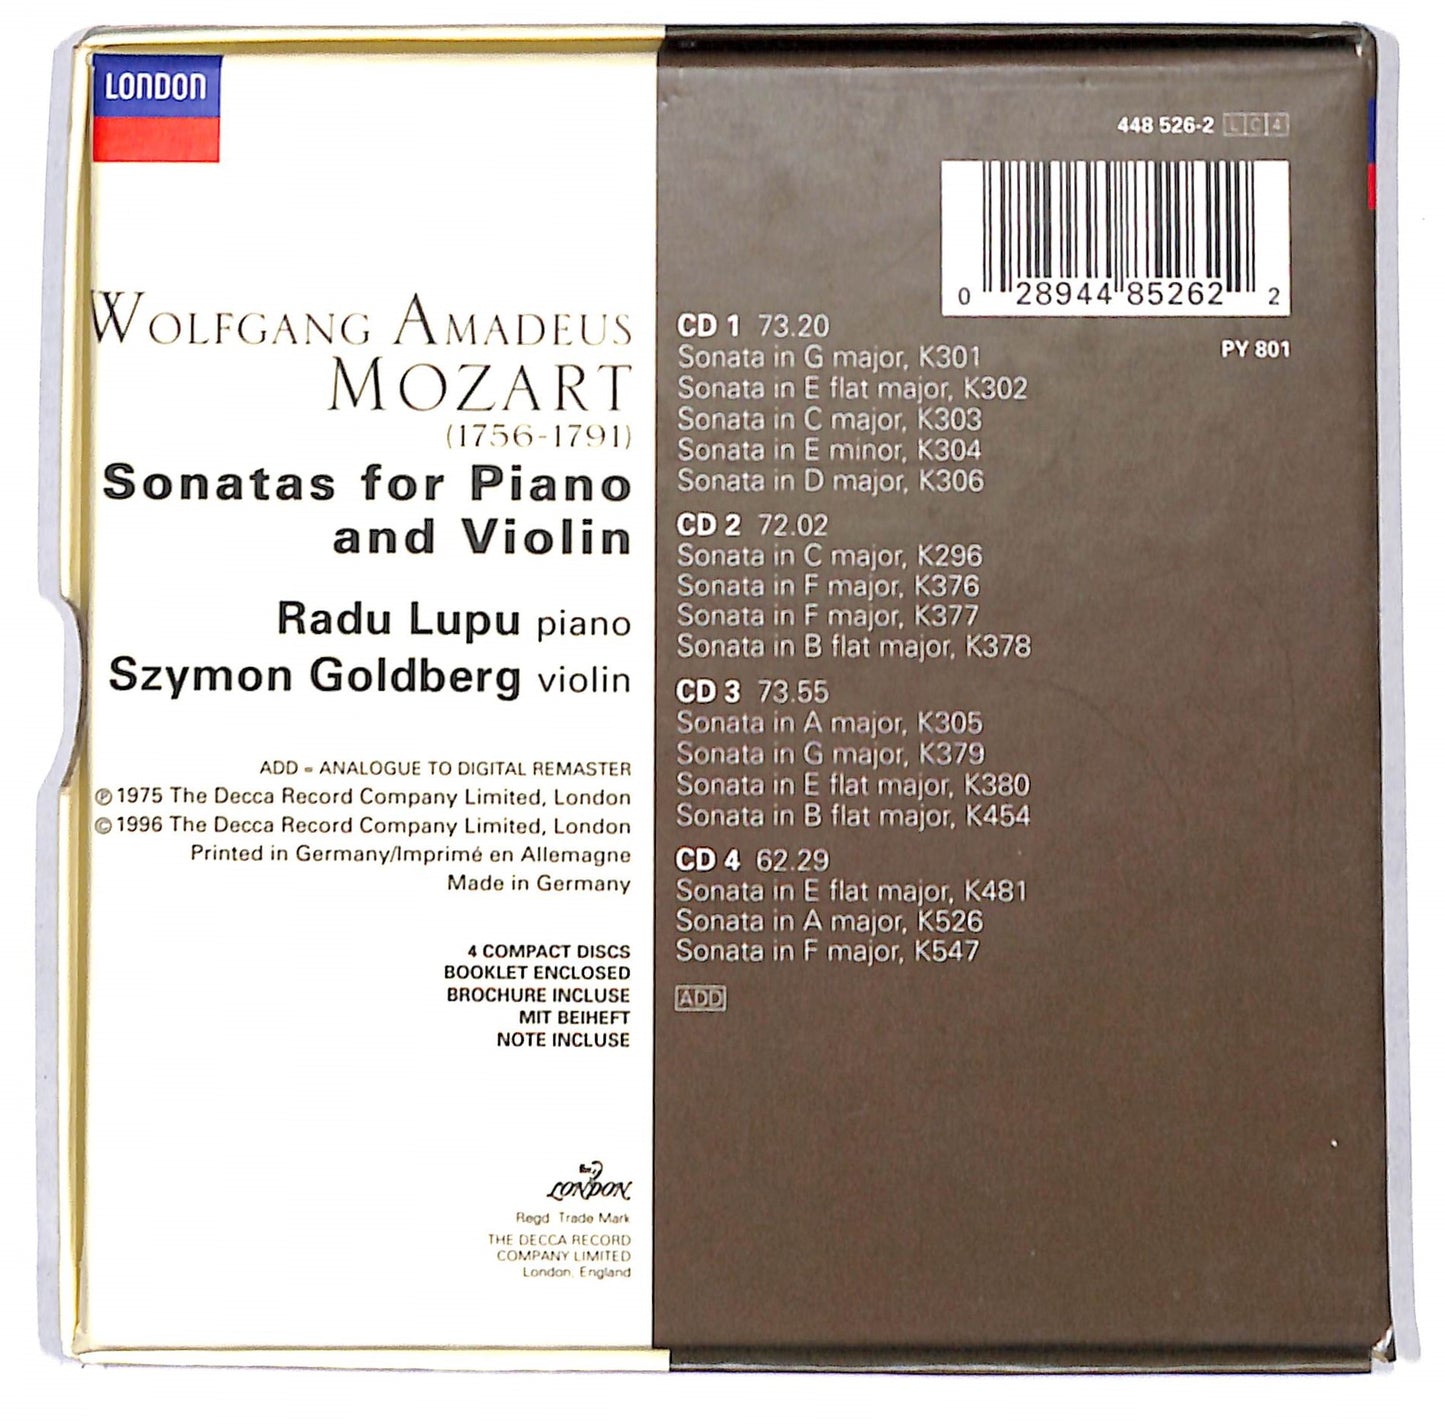 LONDON
WOLFGANG AMADEUS
MOZART
(1756-1791)
Sonatas for Piano
and Violin
Radu Lupu piano
Szymon Goldberg violin
ADD = ANALOGUE TO DIGITAL REMASTER
℗ 1975 The Decca Record Company Limited, London
© 1996 The Decca Record Company Limited, London
Printed in Germany/Imprimé en Allemagne
Made in Germany
4 COMPACT DISCS
BOOKLET ENCLOSED
BROCHURE INCLUSE
MIT BEIHEFT
NOTE INCLUSE
LONDON
Regd. Trade Mark
THE DECCA RECORD
COMPANY LIMITED
London, England
448 526-2 LC4
0 28944 85262 2
PY 801
CD 1 73.20
Sonata in G major, K301
Sonata in E flat major, K302
Sonata in C major, K303
Sonata in E minor, K304
Sonata in D major, K306
CD 2 72.02
Sonata in C major, K296
Sonata in F major, K376
Sonata in F major, K377
Sonata in B flat major, K378
CD 3 73.55
Sonata in A major, K305
Sonata in G major, K379
Sonata in E flat major, K380
Sonata in B flat major, K454
CD 4 62.29
Sonata in E flat major, K481
Sonata in A major, K526
Sonata in F major, K547
ADD